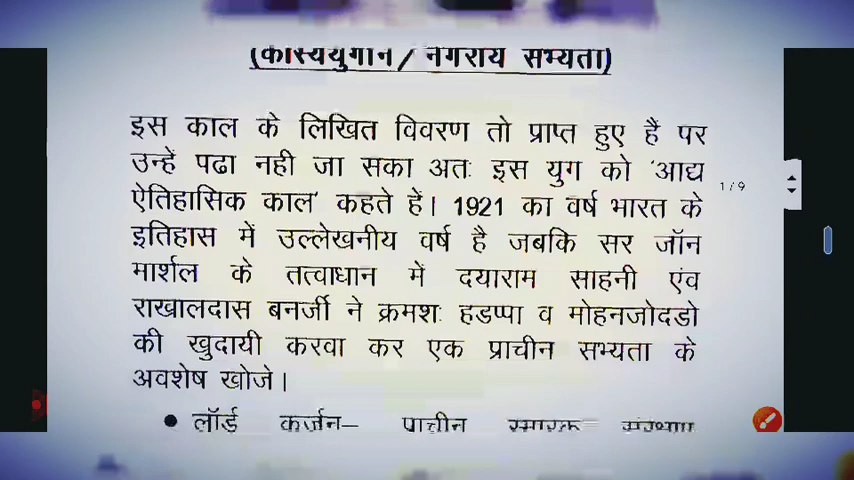 (कांस्ययुगीन/नगरीय सभ्यता)
इस काल के लिखित विवरण तो प्राप्त हुए है पर
उन्हें पढा नही जा सका अतः इस युग को 'आद्य
ऐतिहासिक काल' कहते हें। 1921 का वर्ष भारत के
1/9
इतिहास में उल्लेखनीय वर्ष है जबकि सर जॉन
मार्शल के तत्वाधान में दयाराम साहनी एंव
राखालदास बनर्जी ने क्रमशः हडप्पा व मोहनजोदडो
की खुदायी करवा कर एक प्राचीन सभ्यता के
अवशेष खोजे।
• लॉर्ड कर्जन– प्राचीन स्मारक